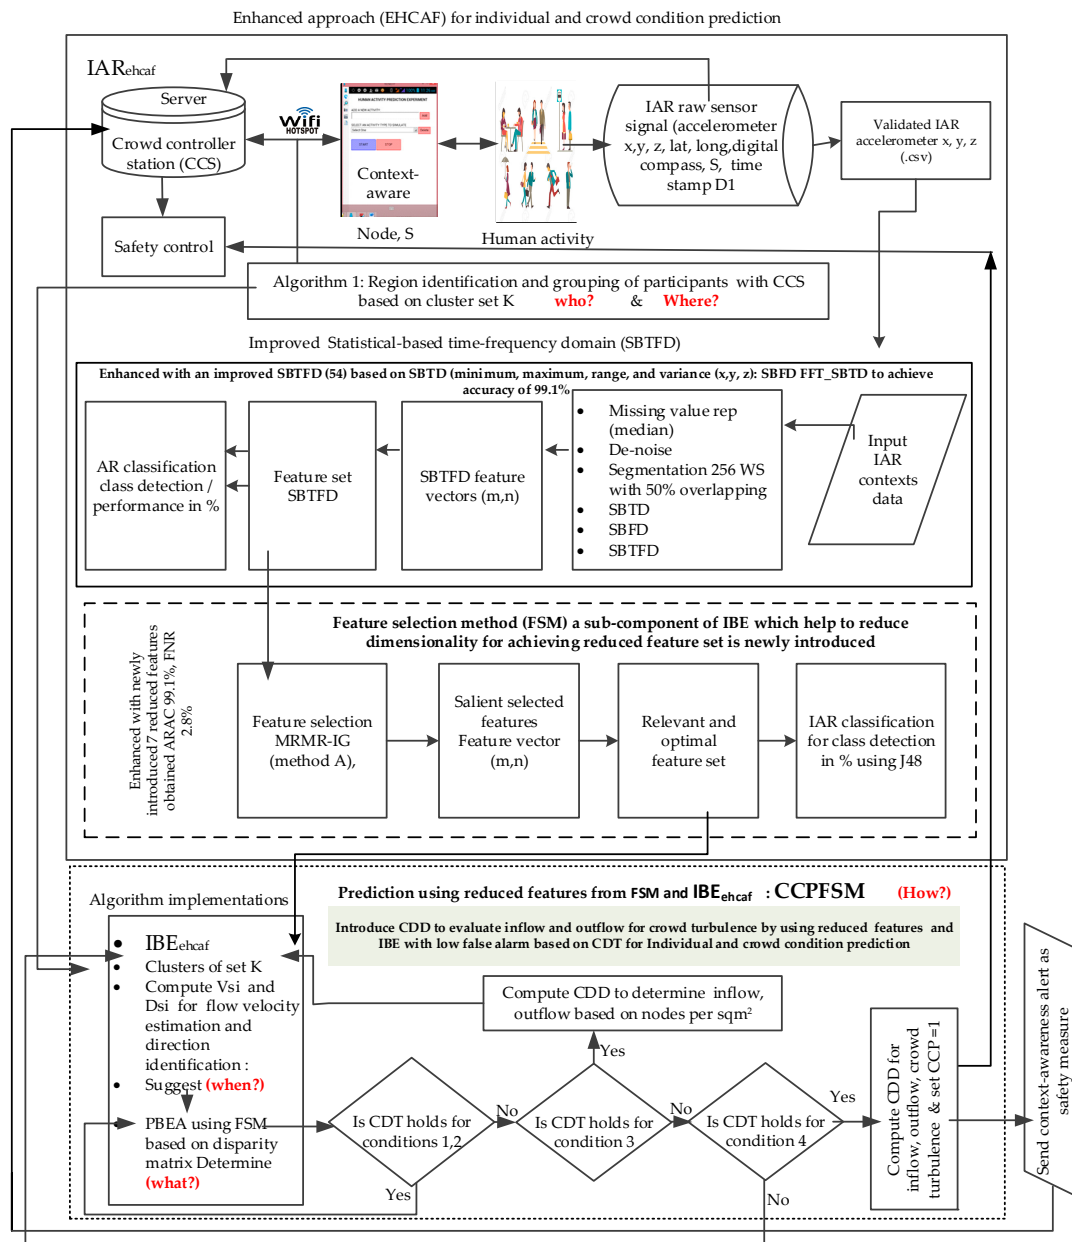 Enhanced approach (EHCAF) for individual and crowd condition prediction
IARehcaf
Server
Crowd controller
station (CCS)
Safety control
WiFi
HOTSPOT
HUMAN ACTIVITY PREDICTION EXPERIMENT
START
STOP
Context-
aware
Node, S
Human activity
IAR raw sensor
signal (accelerometer
x,y, z, lat, long,digital
compass, S, time
stamp D1
Validated IAR
accelerometer x, y, z
(.csv)
Algorithm 1: Region identification and grouping of participants with CCS
based on cluster set K who? & Where?
Improved Statistical-based time-frequency domain (SBTFD)
Enhanced with an improved SBTFD (54) based on SBTD (minimum, maximum, range, and variance (x,y, z): SBFD FFT_SBTD to achieve
accuracy of 99.1%
AR classification
class detection /
performance in %
Feature set
SBTFD
SBTFD feature
vectors (m,n)
• Missing value rep
(median)
• De-noise
• Segmentation 256 WS
with 50% overlapping
• SBTD
• SBFD
• SBTFD
Input
IAR
contexts
data
Enhanced with newly
introduced 7 reduced features
obtained ARAC 99.1%, FNR
2.8%
Feature selection method (FSM) a sub-component of IBE which help to reduce
dimensionality for achieving reduced feature set is newly introduced
Feature selection
MRMR-IG
(method A),
Salient selected
features
Feature vector
(m,n)
Relevant and
optimal
feature set
IAR classification
for class detection
in % using J48
Prediction using reduced features from FSM and IBEehcaf : CCPFSM (How?)
Introduce CDD to evaluate inflow and outflow for crowd turbulence by using reduced features and
IBE with low false alarm based on CDT for Individual and crowd condition prediction
Algorithm implementations
• IBEehcaf
• Clusters of set K
• Compute Vsi and
Dsi for flow velocity
estimation and
direction
identification :
• Suggest (when?)
• PBEA using FSM
based on disparity
matrix Determine
(what?)
Compute CDD to determine inflow,
outflow based on nodes per sqm²
Yes
Is CDT holds for
conditions 1,2
No
Is CDT holds for
condition 3
No
Is CDT holds for
condition 4
Yes
Yes
No
Compute CDD for
inflow, outflow, crowd
turbulence & set CCP =1
Send context-awareness alert as
safety measure